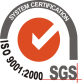 SYSTEM CERTIFICATION
ISO 9001:2000
SGS